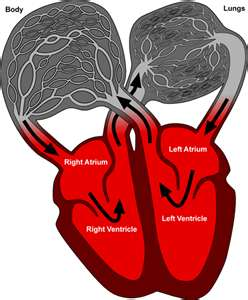 Body
Lungs
Right Atrium
Left Atrium
Right Ventricle
Left Ventricle